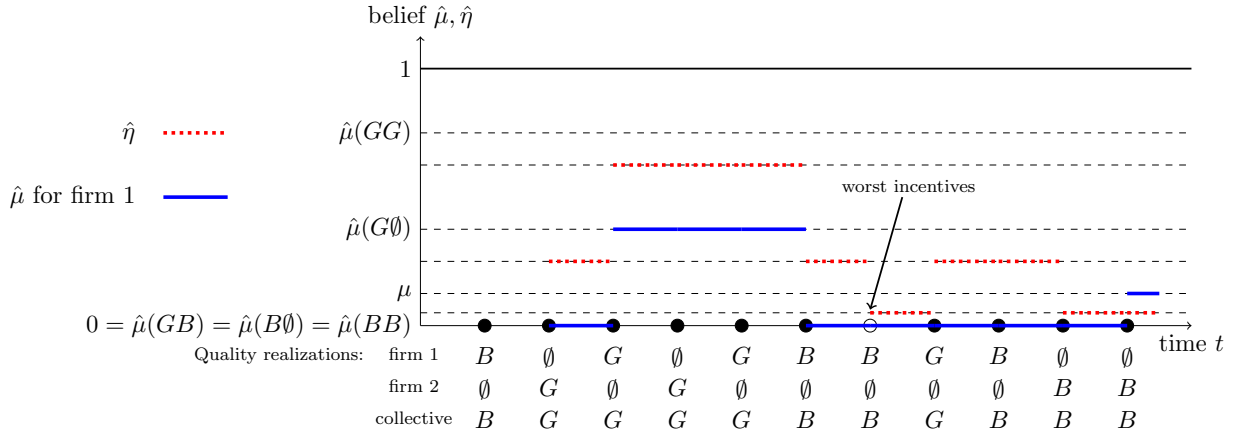 belief μ̂, η̂
1
η̂
μ̂(GG)
μ̂ for firm 1
worst incentives
μ̂(G∅)
μ
0 = μ̂(GB) = μ̂(B∅) = μ̂(BB)
time t
Quality realizations: firm 1 B ∅ G ∅ G B B G B ∅ ∅
firm 2 ∅ G ∅ G ∅ ∅ ∅ ∅ ∅ B B
collective B G G G G B B G B B B